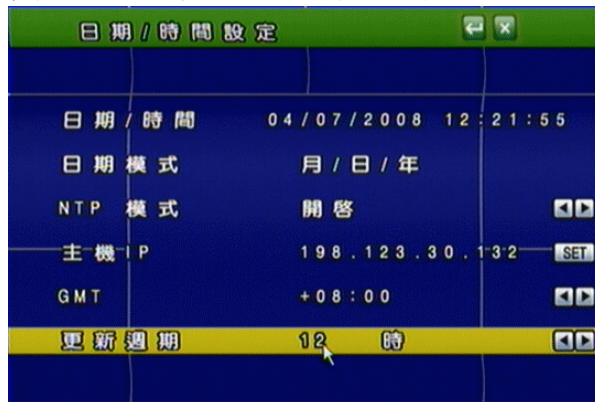 日期/時間設定
日期/時間 04/07/2008 12:21:55
日期模式 月/日/年
NTP 模式 開啓
主機IP 198.123.30.132 SET
GMT +08:00
更新週期 12 時